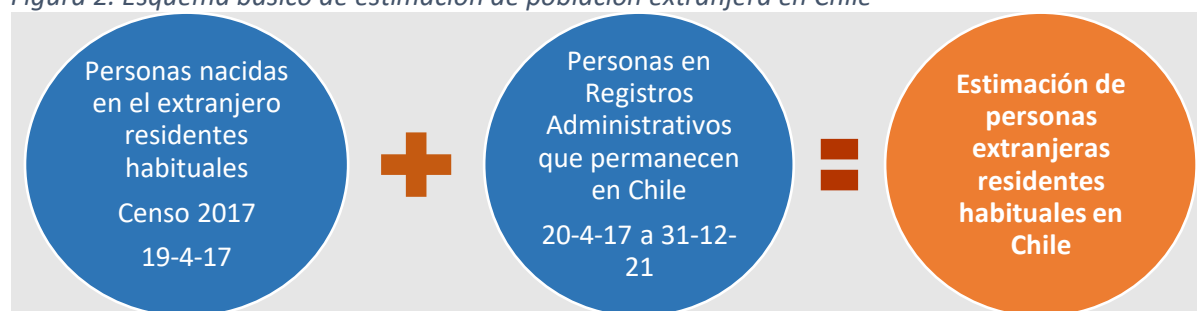 Figura 2. Esquema básico de estimación de población extranjera en Chile
Personas nacidas
en el extranjero
residentes
habituales
Censo 2017
19-4-17
Personas en
Registros
Administrativos
que permanecen
en Chile
20-4-17 a 31-12-
21
Estimación de
personas
extranjeras
residentes
habituales en
Chile